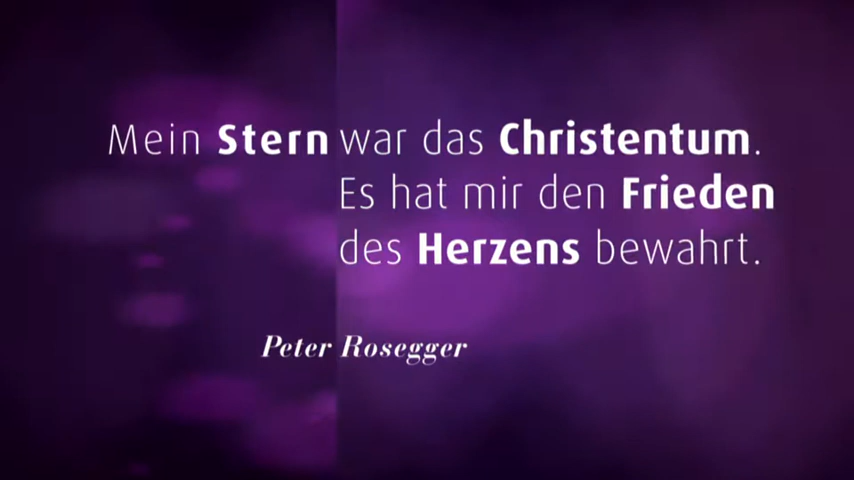 Mein Stern war das Christentum.
Es hat mir den Frieden
des Herzens bewahrt.
Peter Rosegger